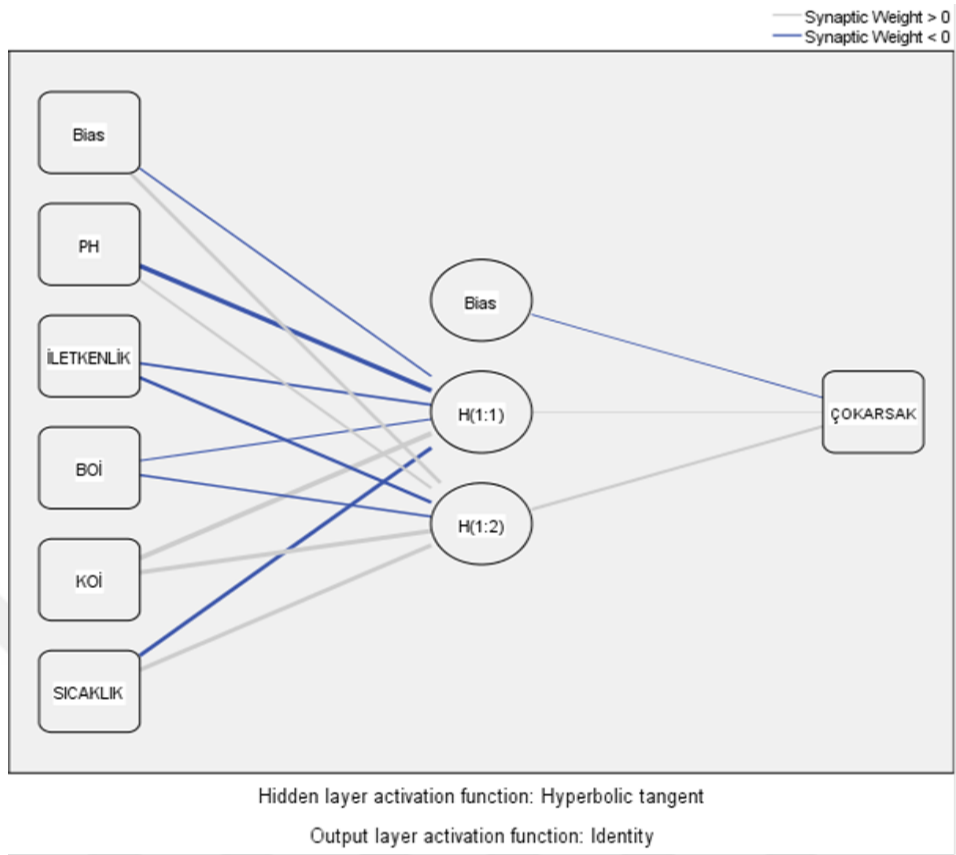 Synaptic Weight > 0
Synaptic Weight < 0
Bias
PH
İLETKENLİK
BOİ
KOİ
SICAKLIK
Bias
H(1:1)
H(1:2)
ÇOKARSAK
Hidden layer activation function: Hyperbolic tangent
Output layer activation function: Identity